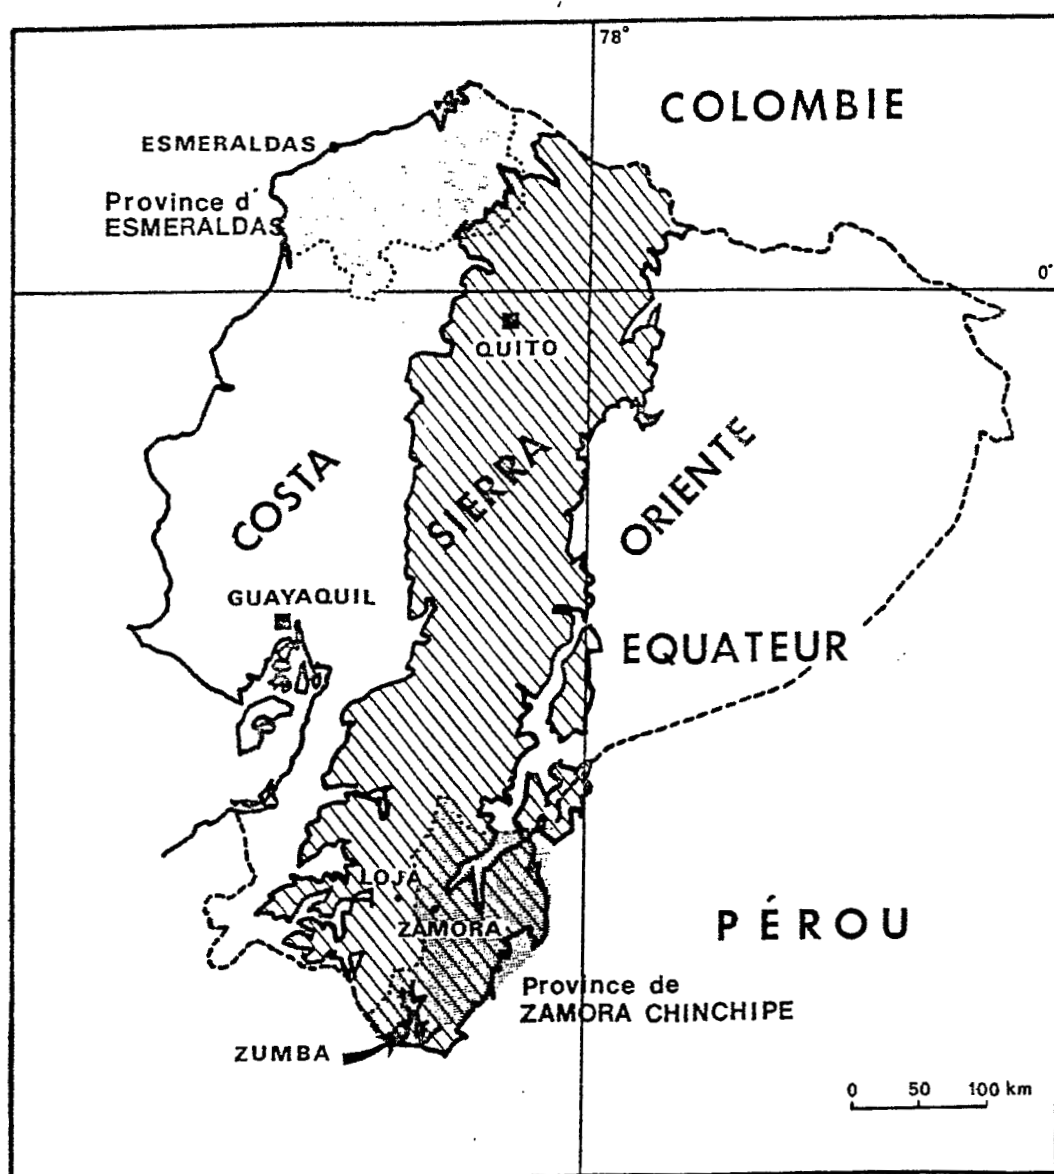 78°
COLOMBIE
ESMERALDAS
Province d'
ESMERALDAS
0°
QUITO
COSTA
SIERRA
ORIENTE
GUAYAQUIL
EQUATEUR
LOJA
ZAMORA
PÉROU
Province de
ZAMORA CHINCHIPE
ZUMBA
0 50 100 km